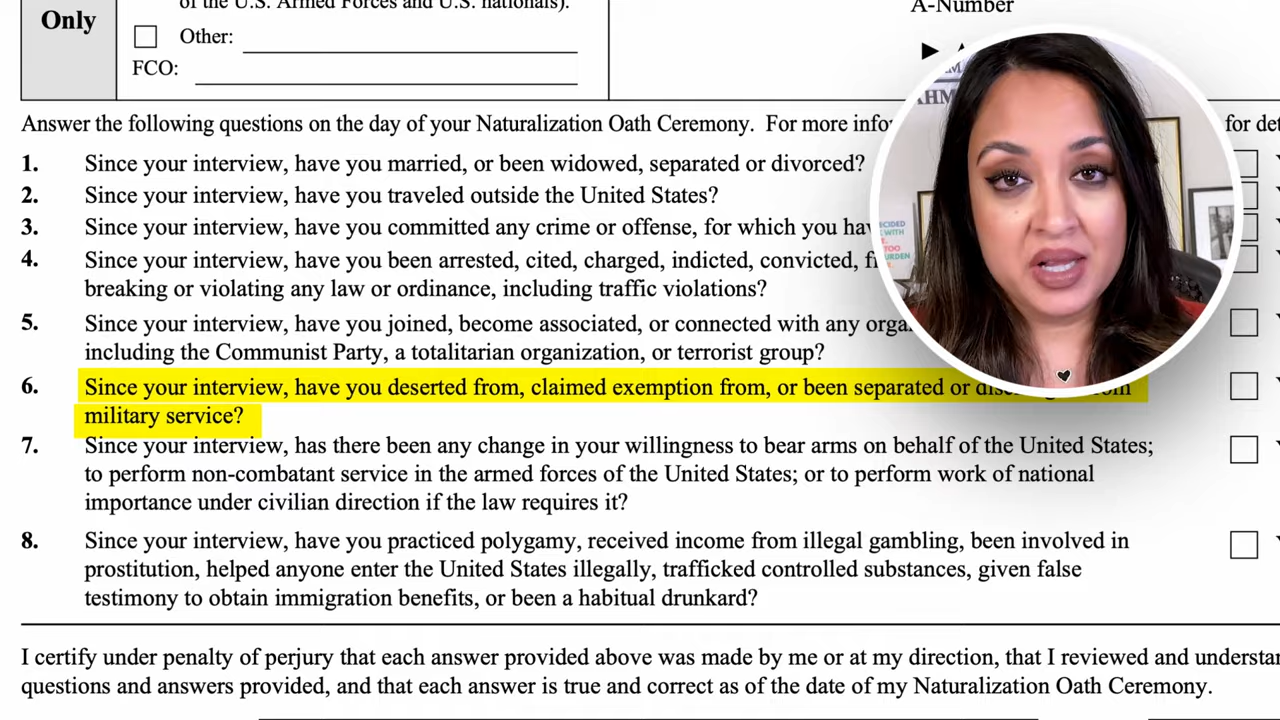 of the U.S. Armed Forces and U.S. nationals).
A-Number
Only
Other:
FCO:
Answer the following questions on the day of your Naturalization Oath Ceremony. For more
for
1. Since your interview, have you married, or been widowed, separated or divorced?
2. Since your interview, have you traveled outside the United States?
3. Since your interview, have you committed any crime or offense, for which you
4. Since your interview, have you been arrested, cited, charged, indicted, convicted,
breaking or violating any law or ordinance, including traffic violations?
5. Since your interview, have you joined, become associated, or connected with any
including the Communist Party, a totalitarian organization, or terrorist group?
6. Since your interview, have you deserted from, claimed exemption from, or been separated or
military service?
7. Since your interview, has there been any change in your willingness to bear arms on behalf of the United States;
to perform non-combatant service in the armed forces of the United States; or to perform work of national
importance under civilian direction if the law requires it?
8. Since your interview, have you practiced polygamy, received income from illegal gambling, been involved in
prostitution, helped anyone enter the United States illegally, trafficked controlled substances, given false
testimony to obtain immigration benefits, or been a habitual drunkard?
I certify under penalty of perjury that each answer provided above was made by me or at my direction, that I reviewed and
questions and answers provided, and that each answer is true and correct as of the date of my Naturalization Oath Ceremony.
WITH
TOO